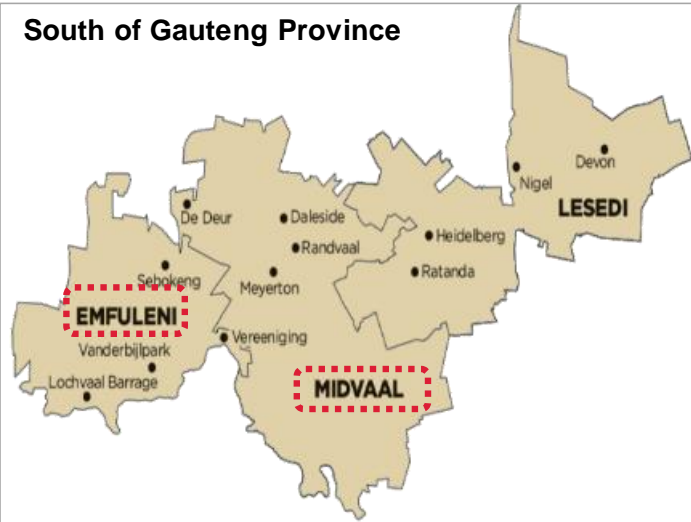 South of Gauteng Province
Devon
Nigel
LESEDI
De Deur
Daleside
Heidelberg
Randvaal
Sebokeng
Meyerton
Ratanda
EMFULENI
Vereeniging
Vanderbijlpark
Lochvaal Barrage
MIDVAAL